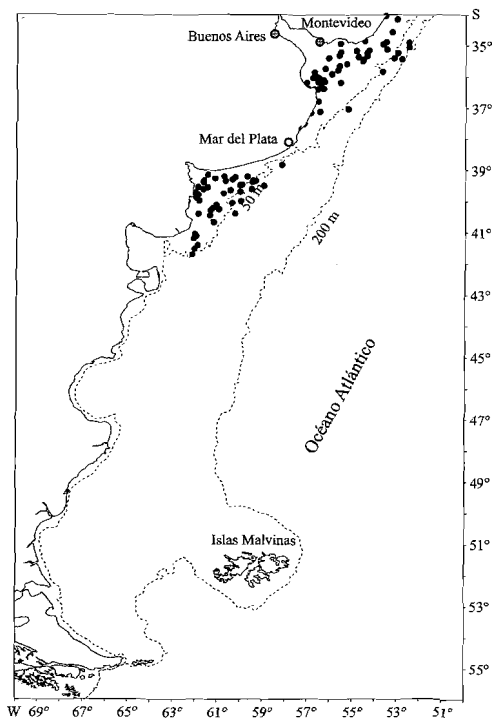 Montevideo
S
Buenos Aires
35°
37°
Mar del Plata
39°
50 m
200 m
41°
43°
45°
Océano Atlántico
47°
49°
Islas Malvinas
51°
53°
55°
W 69° 67° 65° 63° 61° 59° 57° 55° 53° 51°